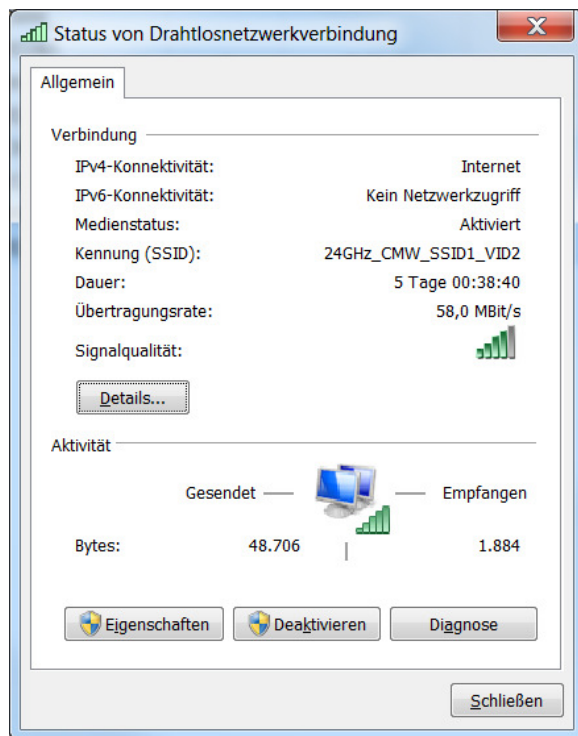 Status von Drahtlosnetzwerkverbindung
X
Allgemein
Verbindung
IPv4-Konnektivität: Internet
IPv6-Konnektivität: Kein Netzwerkzugriff
Medienstatus: Aktiviert
Kennung (SSID): 24GHz_CMW_SSID1_VID2
Dauer: 5 Tage 00:38:40
Übertragungsrate: 58,0 MBit/s
Signalqualität:
Details...
Aktivität
Gesendet Empfangen
Bytes: 48.706 1.884
Eigenschaften Deaktivieren Diagnose
Schließen